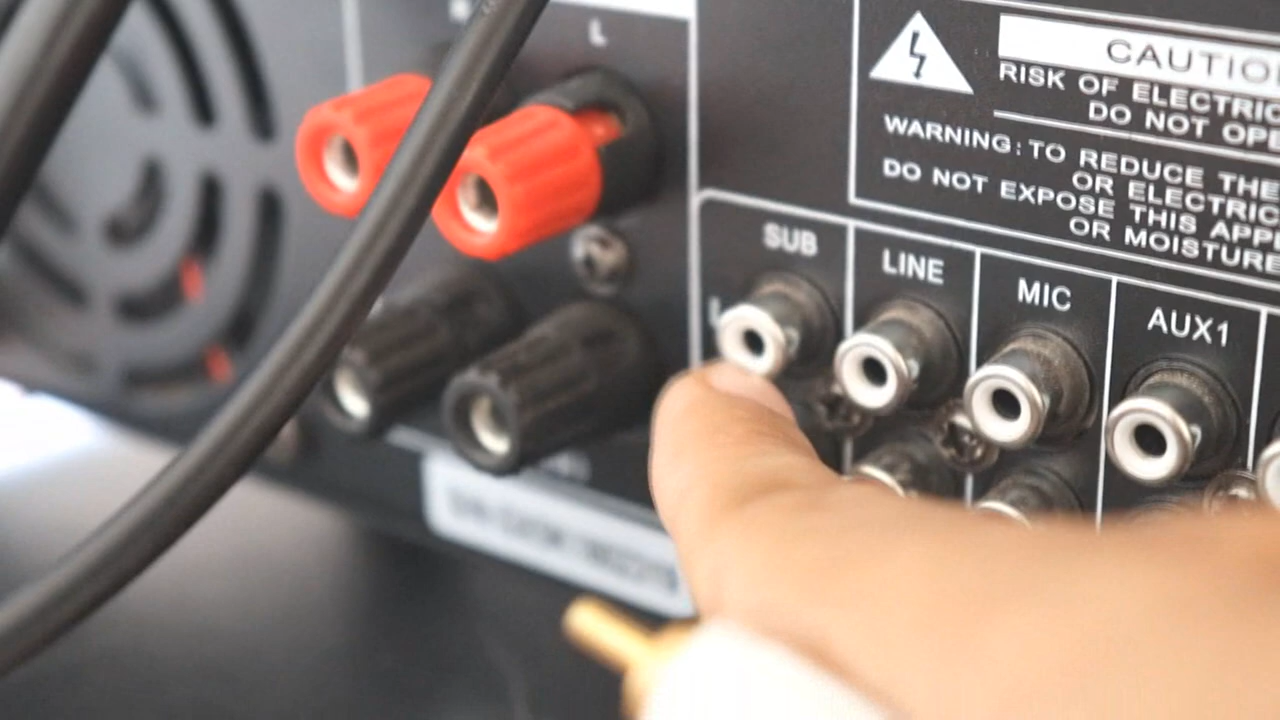 L
CAUTIO
RISK OF ELECTRIC
DO NOT OPE
WARNING: TO REDUCE THE
OR ELECTRIC
DO NOT EXPOSE THIS APP
OR MOISTURE
SUB
LINE
MIC
AUX1
L